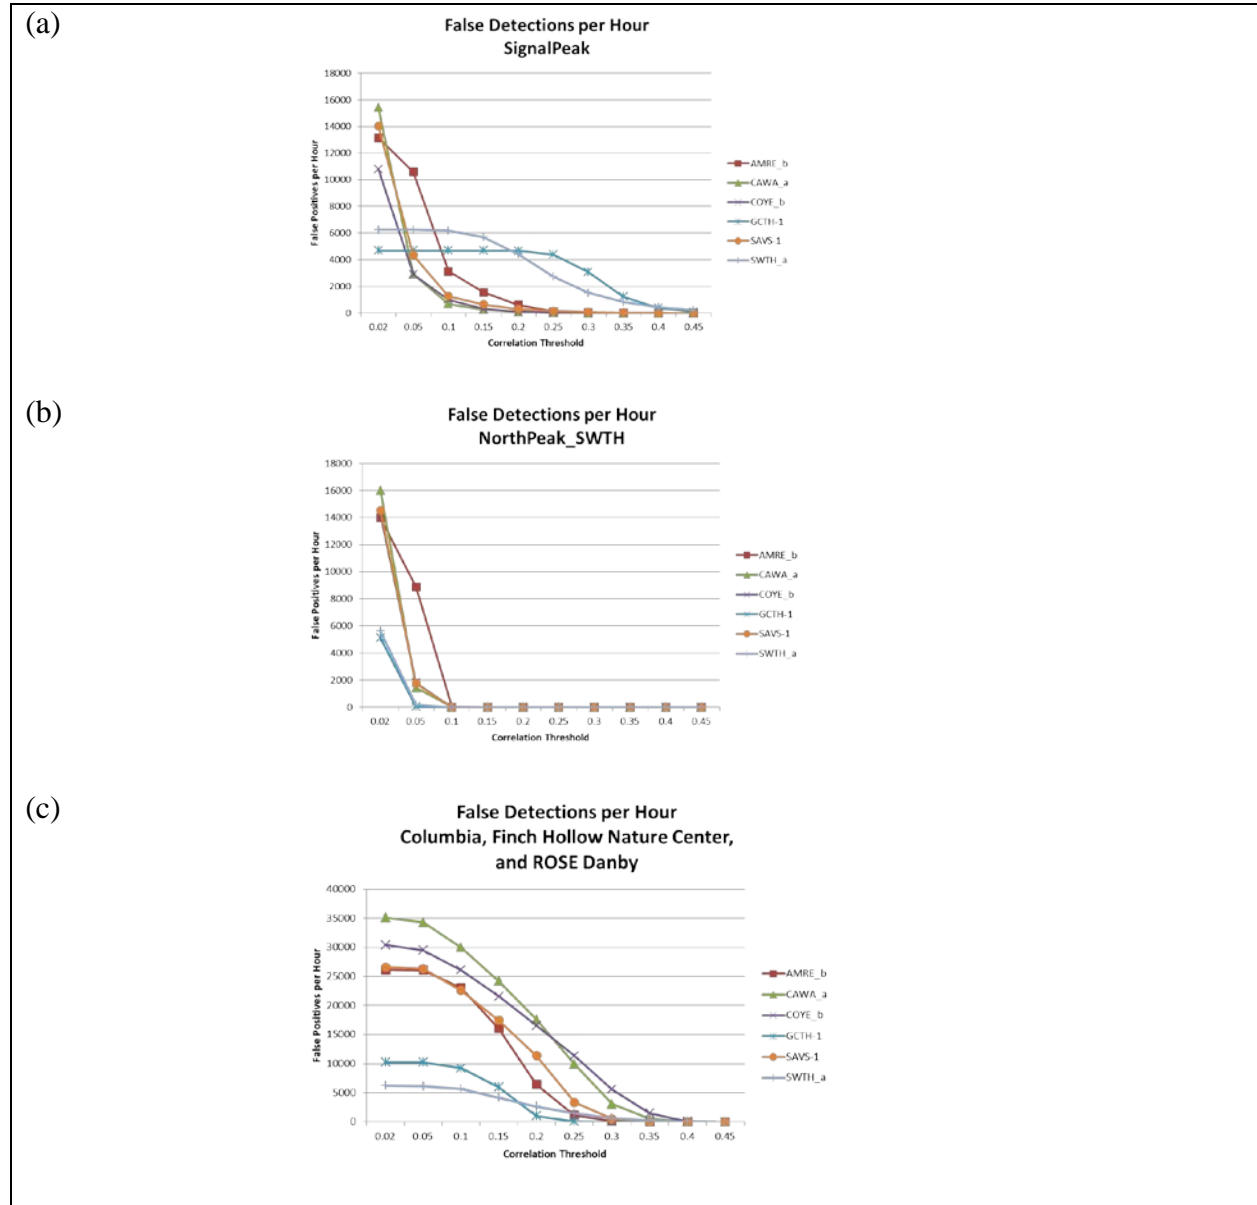 (a)
False Detections per Hour
SignalPeak
18000
16000
14000
12000
10000
8000
6000
4000
2000
0
False Positives per Hour
0.02 0.05 0.1 0.15 0.2 0.25 0.3 0.35 0.4 0.45
Correlation Threshold
AMRE_b
CAWA_a
COYE_b
GCTH-1
SAVS-1
SWTH_a
(b)
False Detections per Hour
NorthPeak_SWTH
18000
16000
14000
12000
10000
8000
6000
4000
2000
0
False Positives per Hour
0.02 0.05 0.1 0.15 0.2 0.25 0.3 0.35 0.4 0.45
Correlation Threshold
AMRE_b
CAWA_a
COYE_b
GCTH-1
SAVS-1
SWTH_a
(c)
False Detections per Hour
Columbia, Finch Hollow Nature Center,
and ROSE Danby
40000
35000
30000
25000
20000
15000
10000
5000
0
False Positives per Hour
0.02 0.05 0.1 0.15 0.2 0.25 0.3 0.35 0.4 0.45
Correlation Threshold
AMRE_b
CAWA_a
COYE_b
GCTH-1
SAVS-1
SWTH_a